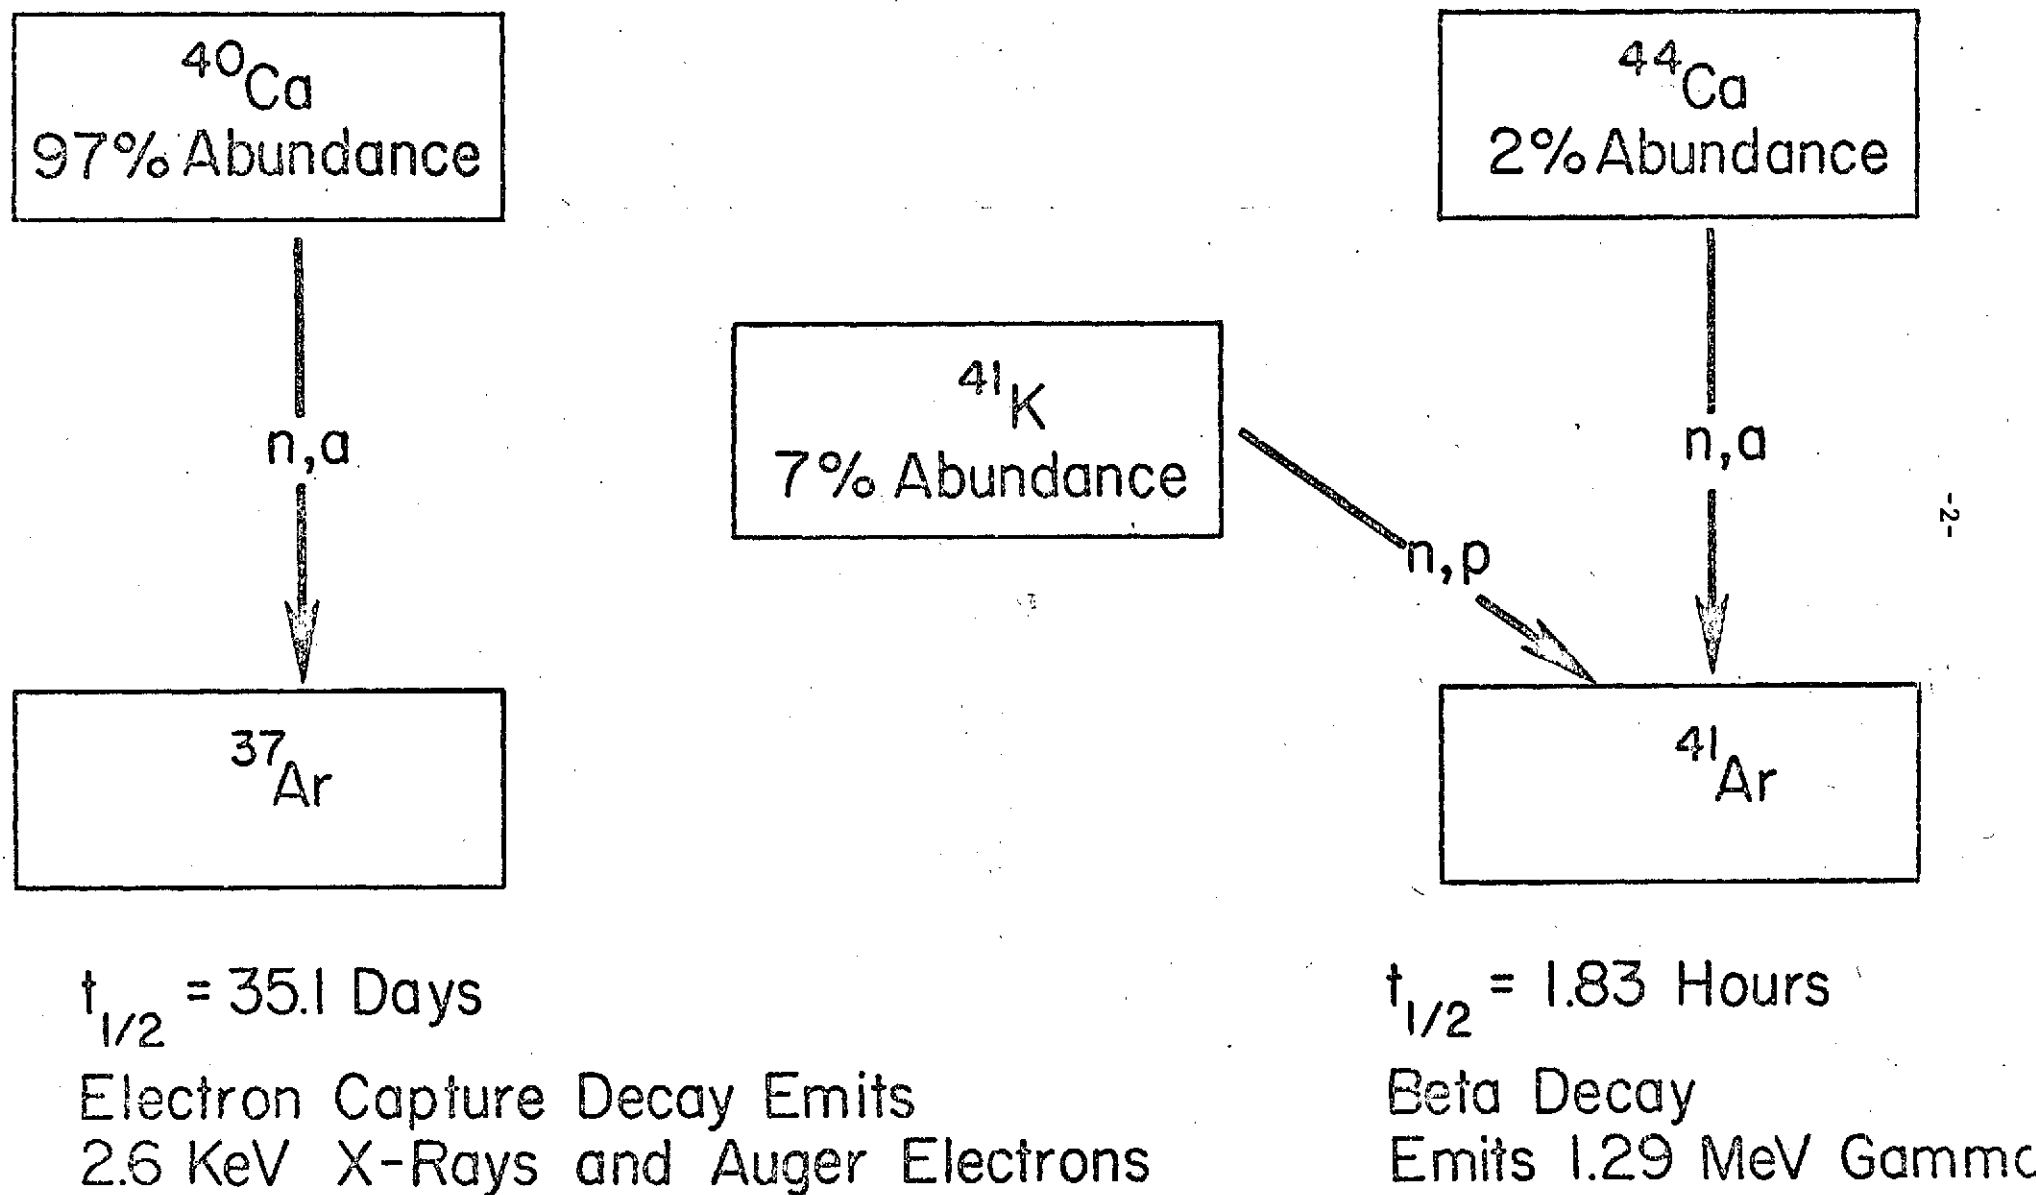 ⁴⁰Ca
97% Abundance
⁴⁴Ca
2% Abundance
⁴¹K
7% Abundance
n,a
n,a
n,p
-2-
³⁷Ar
⁴¹Ar
t1/2 = 35.1 Days
Electron Capture Decay Emits
2.6 KeV X-Rays and Auger Electrons
t1/2 = 1.83 Hours
Beta Decay
Emits 1.29 MeV Gamma